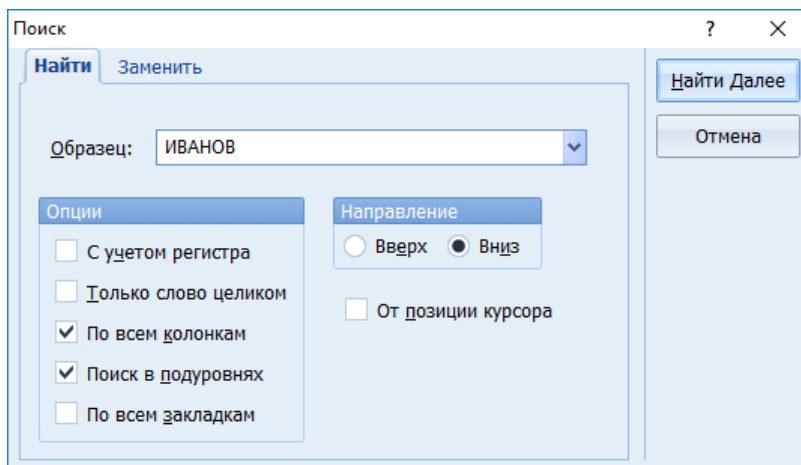 Поиск
Найти Заменить
Найти Далее
Отмена
Образец: ИВАНОВ
Опции
С учетом регистра
Только слово целиком
По всем колонкам
Поиск в подуровнях
По всем закладкам
Направление
Вверх Вниз
От позиции курсора